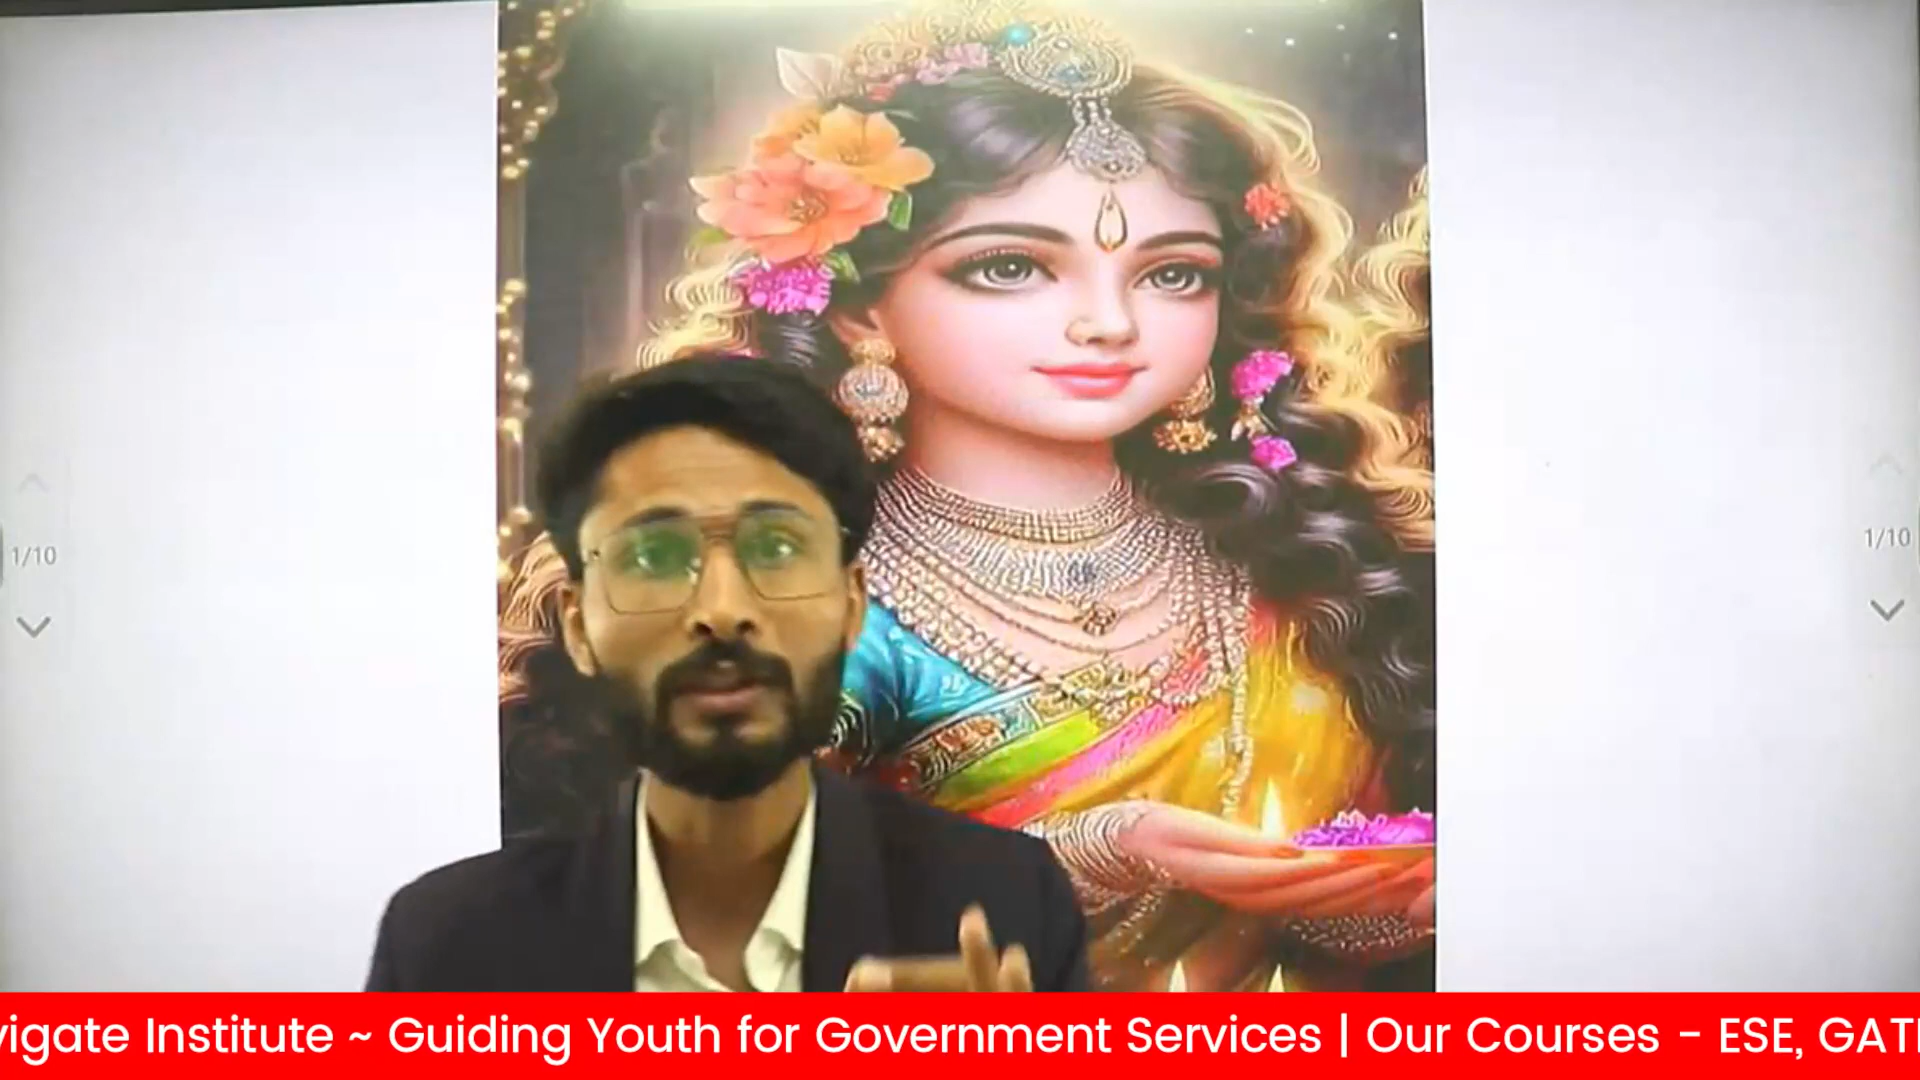 1/10
1/10
vigate Institute ~ Guiding Youth for Government Services | Our Courses - ESE, GAT